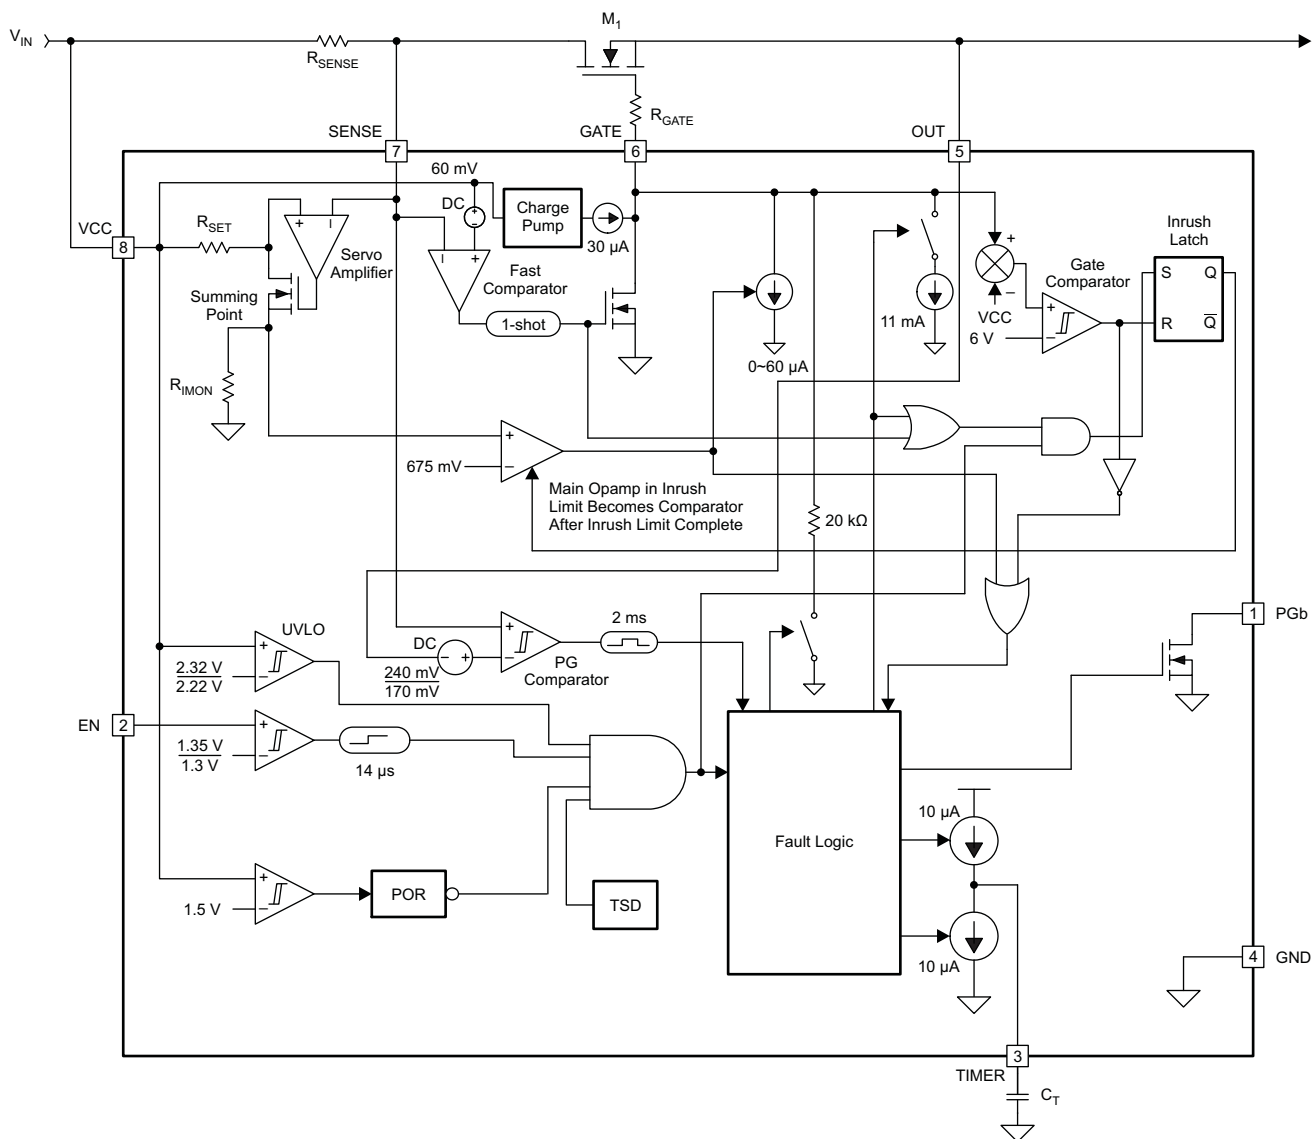 M1
VIN
RSENSE
RGATE
SENSE
GATE
OUT
7
6
5
60 mV
DC
Charge
Pump
30 µA
RSET
VCC
8
Servo
Amplifier
Fast
Comparator
Summing
Point
1-shot
RIMON
0~60 µA
11 mA
VCC
6 V
Gate
Comparator
Inrush
Latch
S
Q
R
Q̅
675 mV
Main Opamp in Inrush
Limit Becomes Comparator
After Inrush Limit Complete
20 kΩ
UVLO
2.32 V
2.22 V
DC
240 mV
170 mV
PG
Comparator
2 ms
1
PGb
EN
2
1.35 V
1.3 V
14 µs
1.5 V
POR
TSD
Fault Logic
10 µA
10 µA
4
GND
3
TIMER
CT